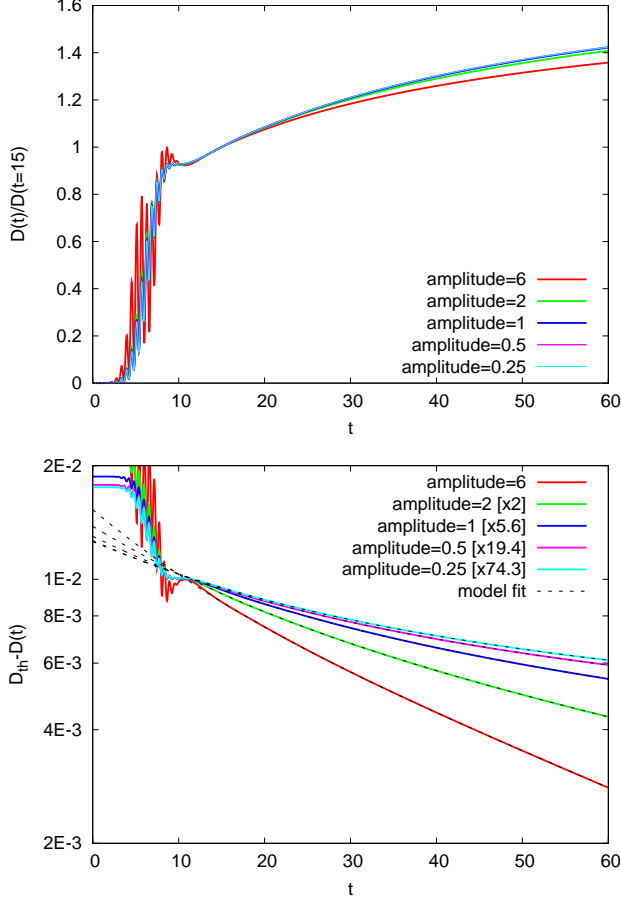 1.6
1.4
1.2
1
0.8
0.6
0.4
0.2
0
D(t)/D(t=15)
amplitude=6
amplitude=2
amplitude=1
amplitude=0.5
amplitude=0.25
0 10 20 30 40 50 60
t
2E-2
1E-2
8E-3
6E-3
4E-3
2E-3
D_th-D(t)
amplitude=6
amplitude=2 [x2]
amplitude=1 [x5.6]
amplitude=0.5 [x19.4]
amplitude=0.25 [x74.3]
model fit
0 10 20 30 40 50 60
t